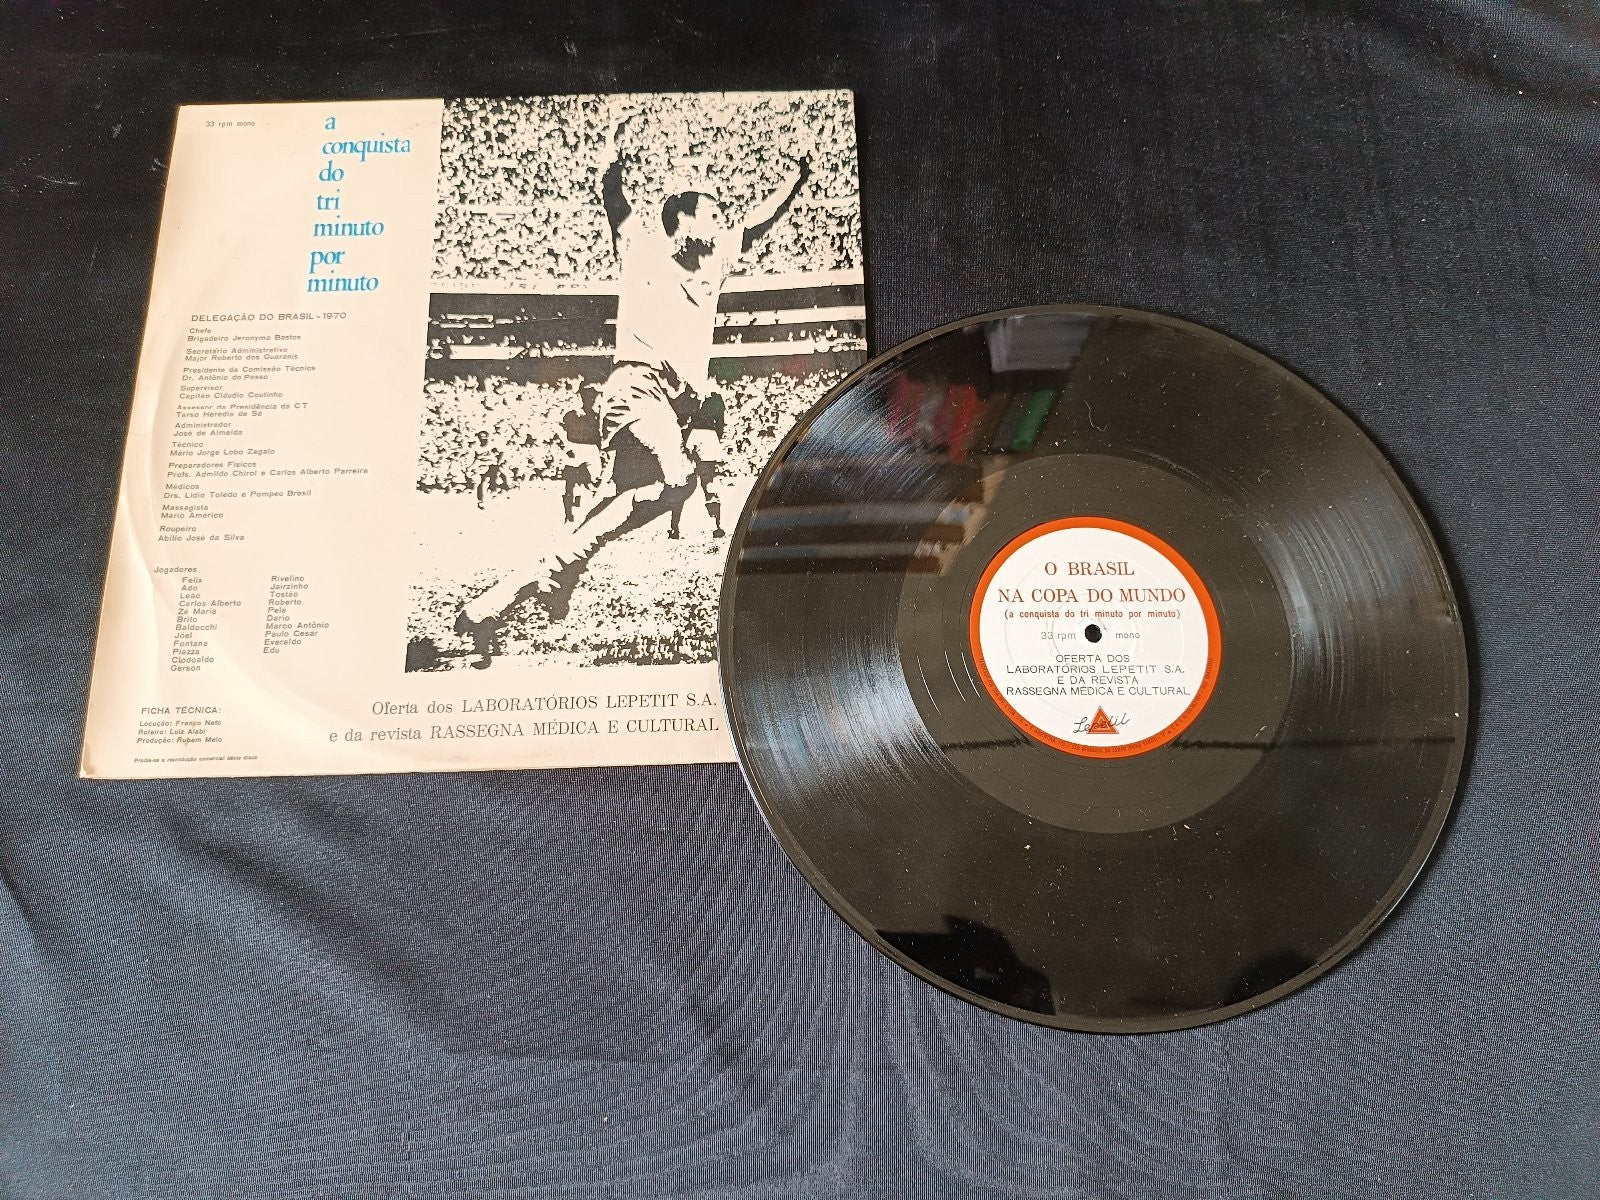 33 rpm mono
a
conquista
do
tri
minuto
por
minuto
DELEGAÇÃO DO BRASIL - 1970
Chefe
Brigadeiro Jeronymo Bastos
Secretário Administrativo
Major Roberto dos Guaranis
Presidente da Comissão Técnica
Dr. Antônio do Passo
Supervisor
Capitão Cláudio Coutinho
Assessor da Presidência da CT
Tarso Heredia de Sá
Administrador
José de Almeida
Técnico
Mário Jorge Lobo Zagalo
Preparadores Físicos
Profs. Admildo Chirol e Carlos Alberto Parreira
Médicos
Drs. Lídio Toledo e Pompeu Brasil
Massagista
Mário Américo
Roupeiro
Abílio José da Silva
Jogadores
Felix
Ado
Leão
Carlos Alberto
Zé Maria
Brito
Baldocchi
Joel
Fontana
Piazza
Clodoaldo
Gerson
Rivelino
Jairzinho
Tostão
Roberto
Pelé
Dario
Marco Antônio
Paulo Cesar
Everaldo
Edu
FICHA TÉCNICA:
Locução: Franco Neto
Roteiro: Luiz Alabi
Produção: Rubem Melo
Proíbe-se a reprodução comercial dêste disco
Oferta dos LABORATÓRIOS LEPETIT S.A.
e da revista RASSEGNA MÉDICA E CULTURAL
O BRASIL
NA COPA DO MUNDO
(a conquista do tri minuto por minuto)
33 rpm mono
OFERTA DOS
LABORATÓRIOS LEPETIT S.A.
E DA REVISTA
RASSEGNA MÉDICA E CULTURAL
Lepetit